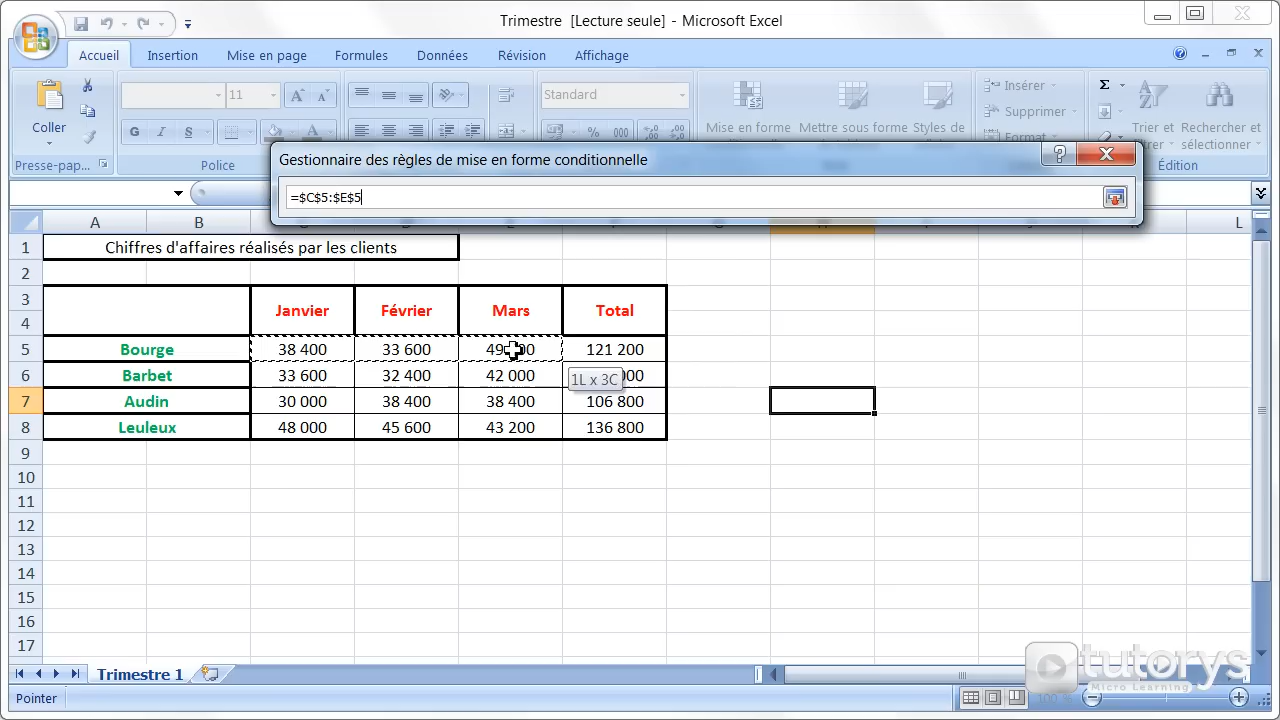 Trimestre [Lecture seule] - Microsoft Excel
Accueil Insertion Mise en page Formules Données Révision Affichage
Coller
Presse-pap...
11
G I S
Police
Standard
% 000
Mise en forme
Mettre sous forme
Styles de
Insérer
Supprimer
Format
Σ
Trier et
Rechercher et
sélectionner
Édition
Gestionnaire des règles de mise en forme conditionnelle
=$C$5:$E$5
A B L
1 Chiffres d'affaires réalisés par les clients
2
3 Janvier Février Mars Total
4
5 Bourge 38 400 33 600 121 200
6 Barbet 33 600 32 400 42 000
1L x 3C
7 Audin 30 000 38 400 38 400 106 800
8 Leuleux 48 000 45 600 43 200 136 800
9
10
11
12
13
14
15
16
17
Trimestre 1
tutorys
Micro Learning
Pointer
100 %